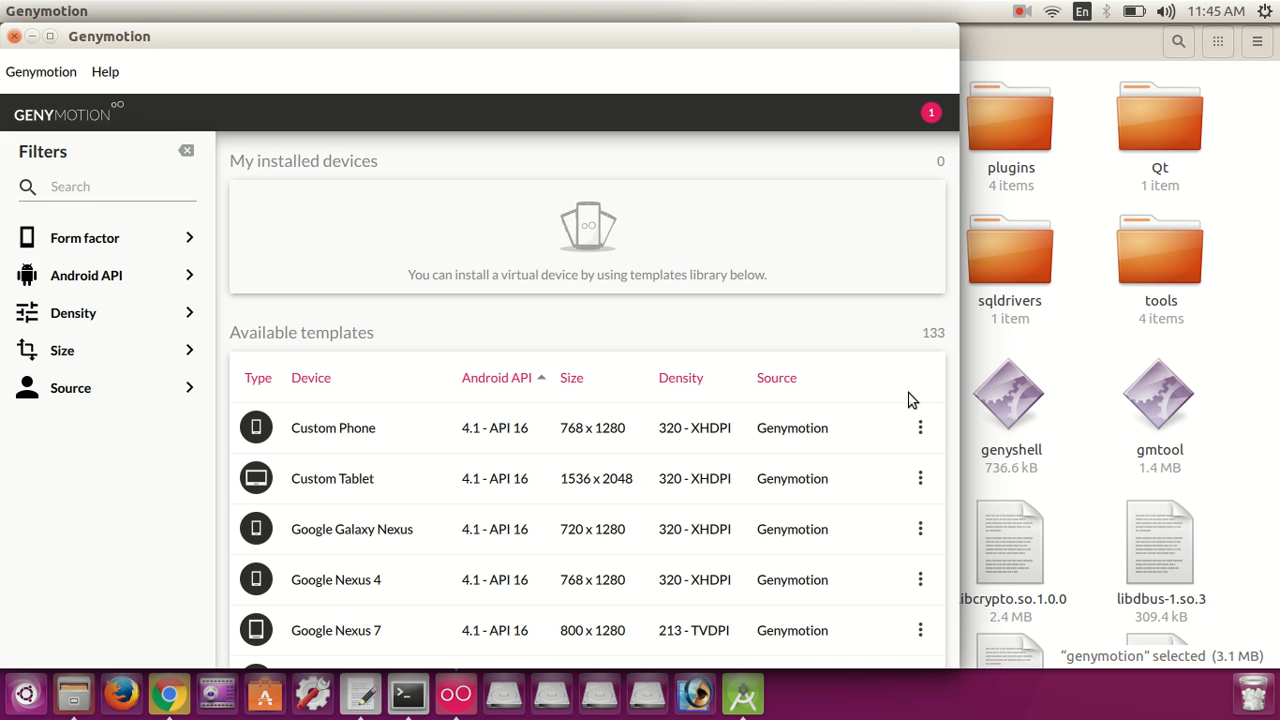 Genymotion
En
11:45 AM
Genymotion
Genymotion Help
GENYMOTION
1
Filters
Search
Form factor
Android API
Density
Size
Source
My installed devices 0
You can install a virtual device by using templates library below.
Available templates 133
Type Device Android API Size Density Source
Custom Phone 4.1 - API 16 768 x 1280 320 - XHDPI Genymotion
Custom Tablet 4.1 - API 16 1536 x 2048 320 - XHDPI Genymotion
Google Galaxy Nexus 4.1 - API 16 720 x 1280 320 - XHDPI Genymotion
Google Nexus 4 4.1 - API 16 768 x 1280 320 - XHDPI Genymotion
Google Nexus 7 4.1 - API 16 800 x 1280 213 - TVDPI Genymotion
plugins
4 items
Qt
1 item
sqldrivers
1 item
tools
4 items
genyshell
736.6 kB
gmtool
1.4 MB
libcrypto.so.1.0.0
2.4 MB
libdbus-1.so.3
309.4 kB
“genymotion” selected (3.1 MB)